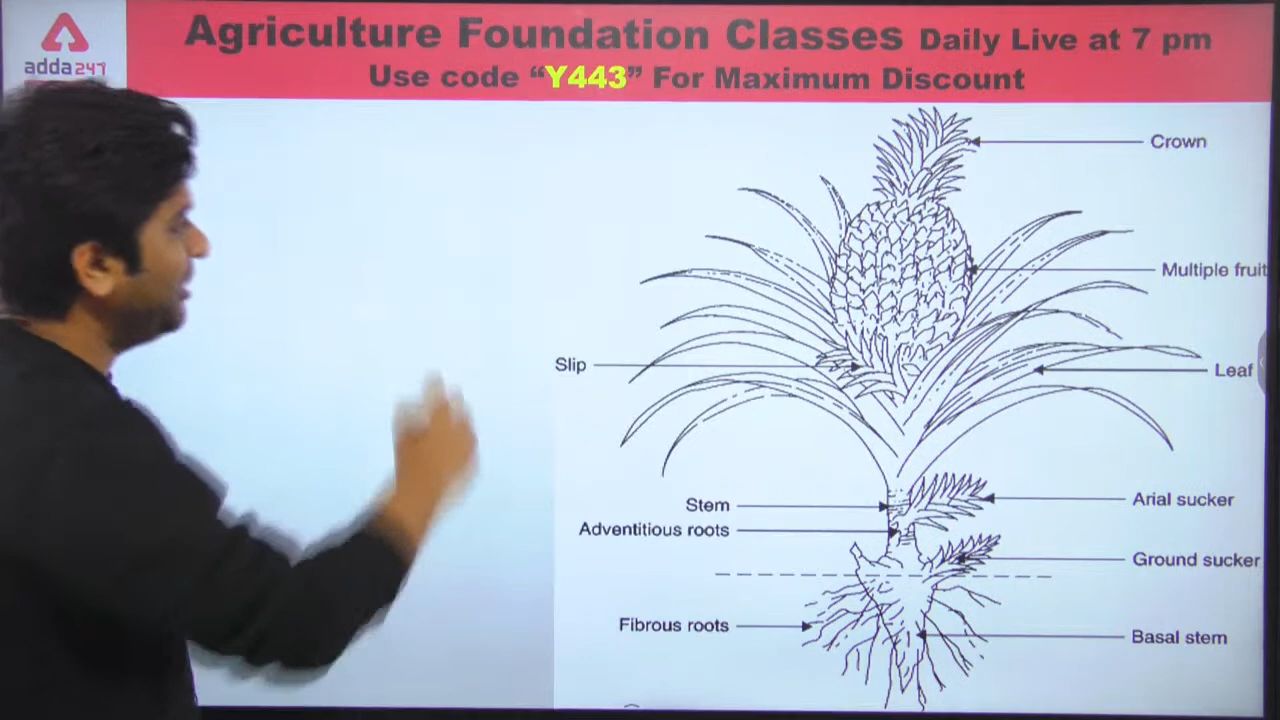 Agriculture Foundation Classes Daily Live at 7 pm
Use code “Y443” For Maximum Discount
adda247
Crown
Multiple fruit
Slip
Leaf
Stem
Arial sucker
Adventitious roots
Ground sucker
Fibrous roots
Basal stem